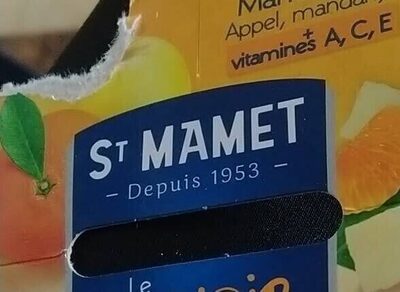 Appel, mandar
+
vitamines A, C, E
ST MAMET
– Depuis 1953 –
Le